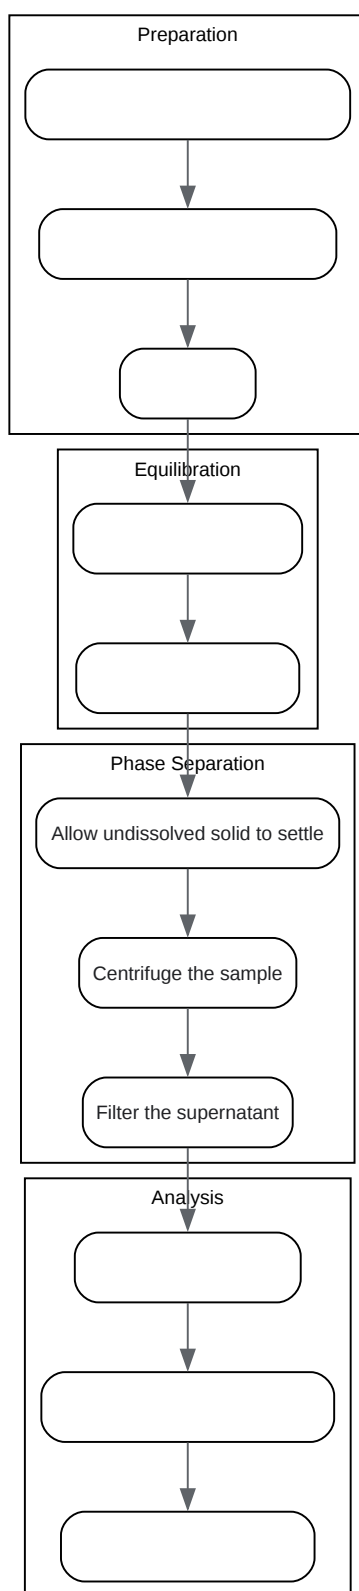 Preparation
Equilibration
Phase Separation
Allow undissolved solid to settle
Centrifuge the sample
Filter the supernatant
Analysis